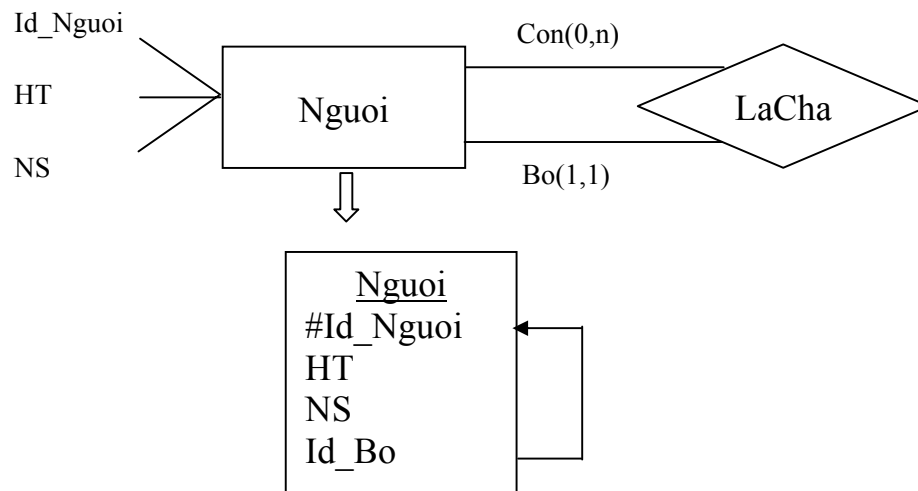 Id_Nguoi
HT
NS
Nguoi
Con(0,n)
LaCha
Bo(1,1)
Nguoi
#Id_Nguoi
HT
NS
Id_Bo